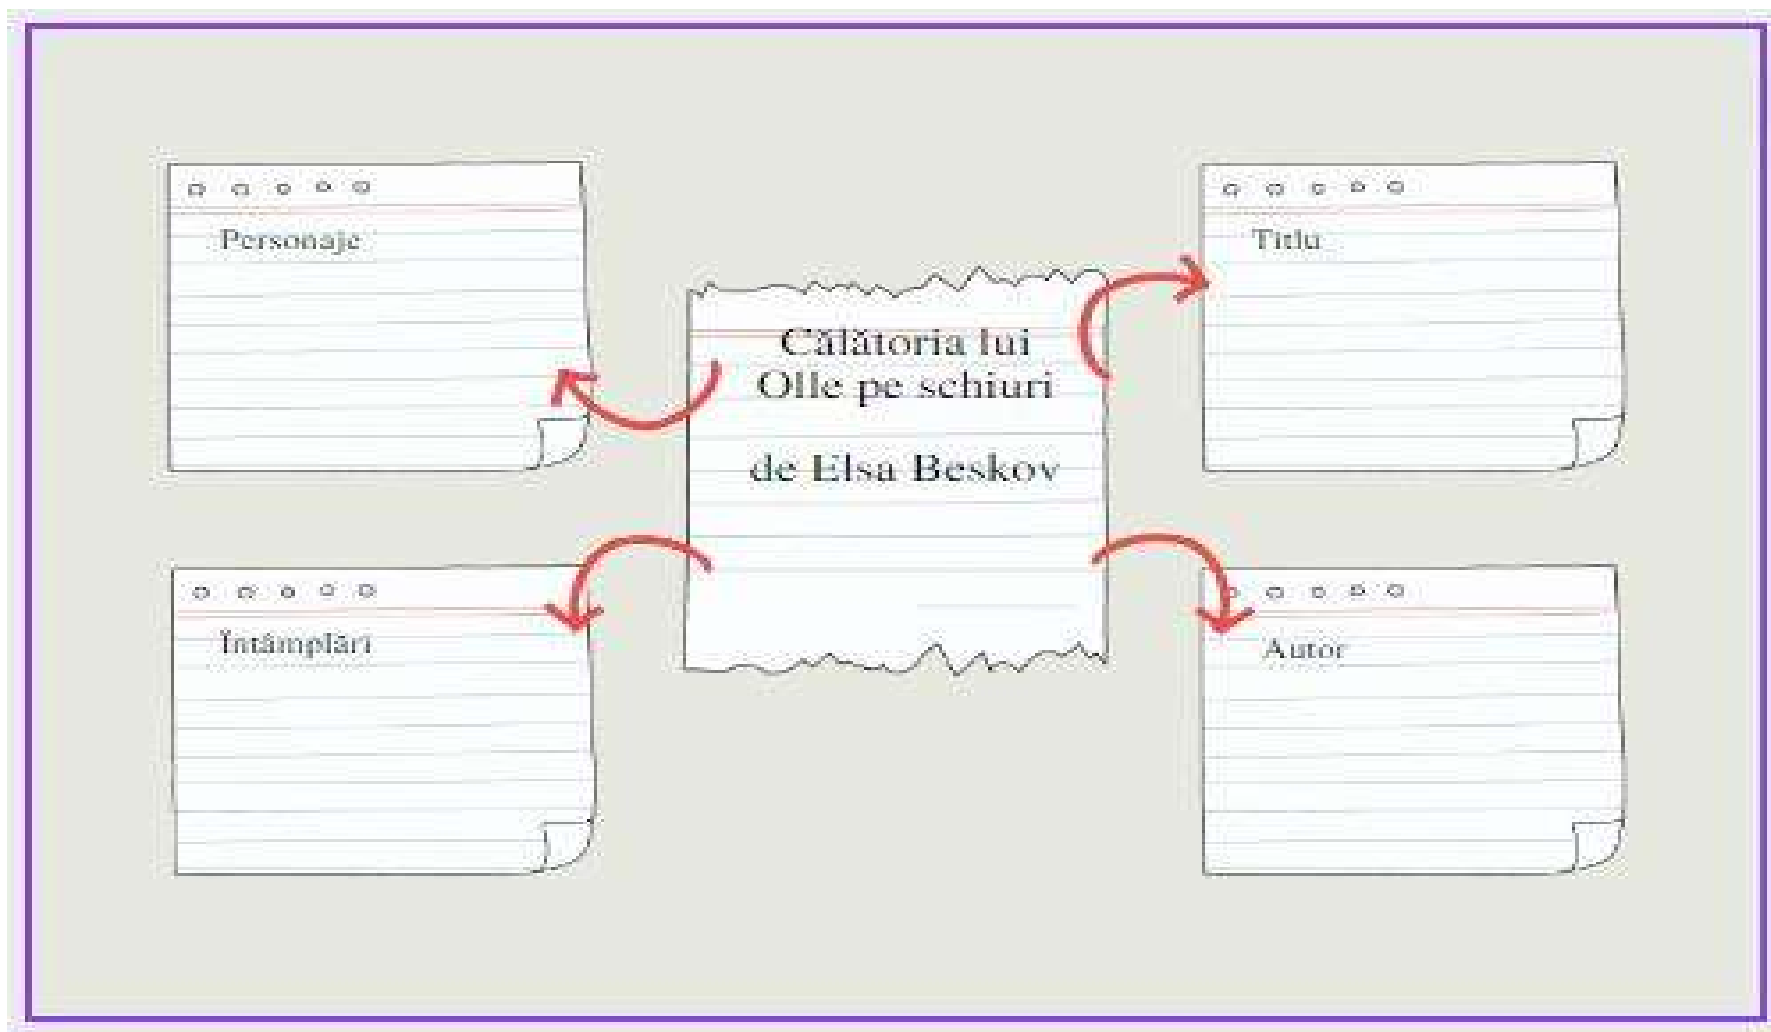 Personaje
Titlu
Călătoria lui
Olle pe schiuri
de Elsa Beskov
Întâmplări
Autor